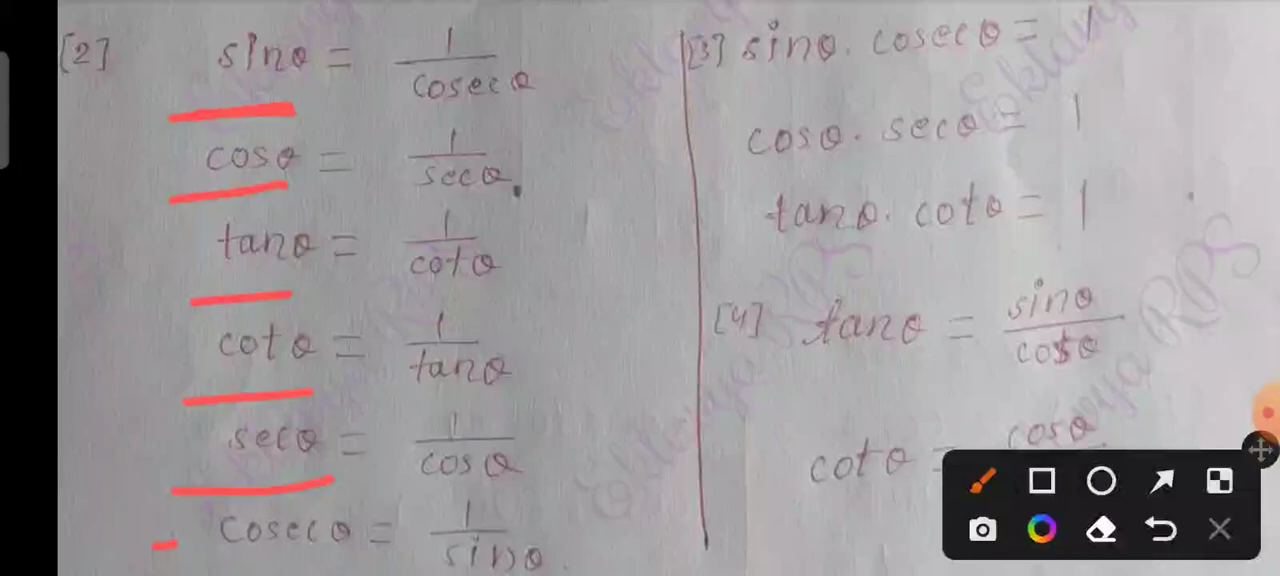 [2] sinθ = 1/cosecθ
cosθ = 1/secθ
tanθ = 1/cotθ
cotθ = 1/tanθ
secθ = 1/cosθ
cosecθ = 1/sinθ
[3] sinθ. cosecθ = 1
cosθ. secθ = 1
tanθ. cotθ = 1
[4] tanθ = sinθ/cosθ
cotθ = cosθ